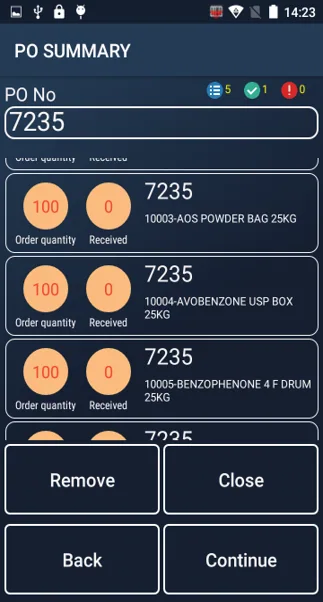 14:23
PO SUMMARY
PO No
5
1
0
7235
Order quantity Received
100 0 7235
10003-AOS POWDER BAG 25KG
Order quantity Received
100 0 7235
10004-AVOBENZONE USP BOX
25KG
Order quantity Received
100 0 7235
10005-BENZOPHENONE 4 F DRUM
25KG
Order quantity Received
7235
Remove
Close
Back
Continue